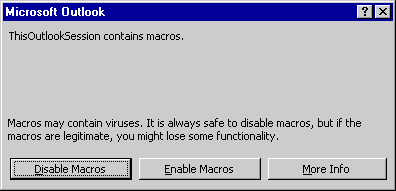 Microsoft Outlook
ThisOutlookSession contains macros.
Macros may contain viruses. It is always safe to disable macros, but if the
macros are legitimate, you might lose some functionality.
Disable Macros Enable Macros More Info